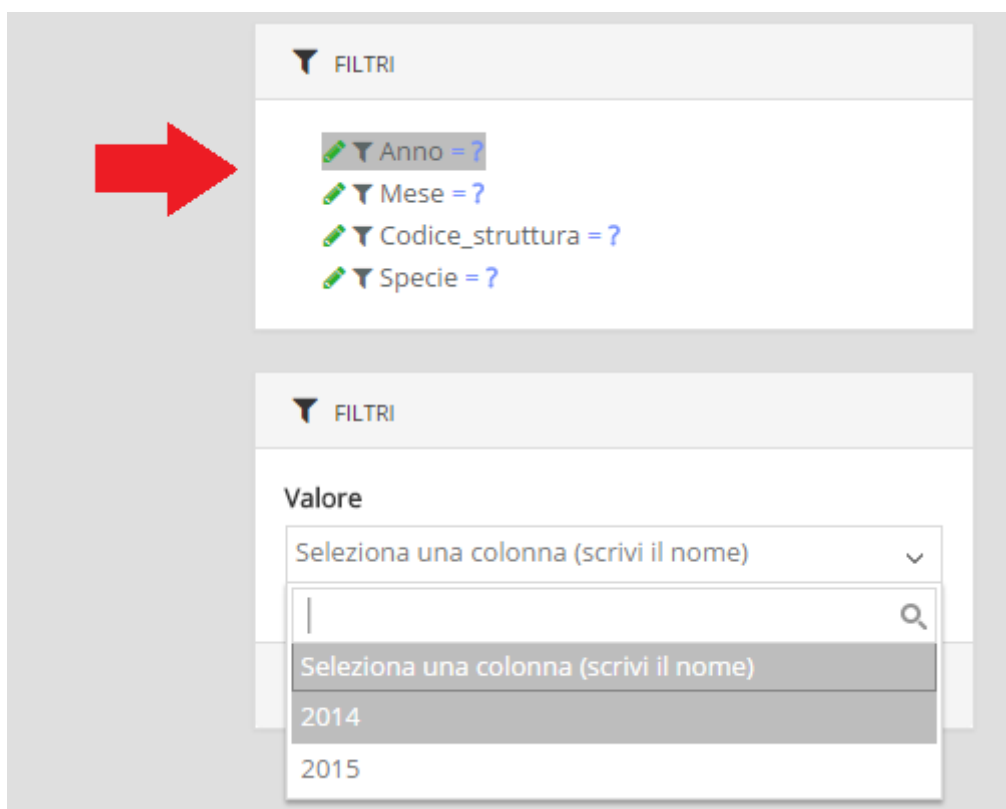 FILTRI
Anno = ?
Mese = ?
Codice_struttura = ?
Specie = ?
FILTRI
Valore
Seleziona una colonna (scrivi il nome)
Seleziona una colonna (scrivi il nome)
2014
2015